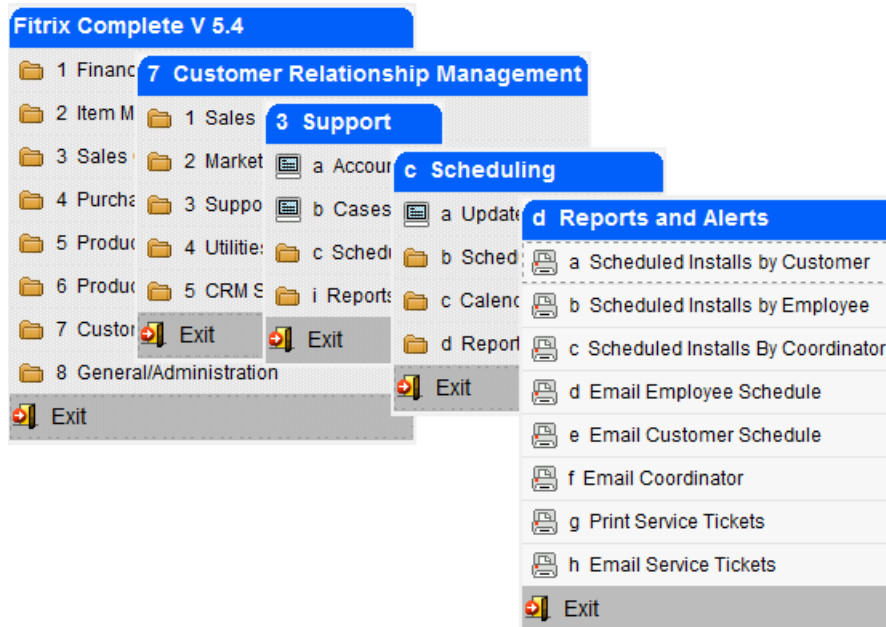 Fitrix Complete V 5.4
1 Financ
2 Item M
3 Sales
4 Purcha
5 Produc
6 Produc
7 Custor
8 General/Administration
Exit
7 Customer Relationship Management
1 Sales
2 Market
3 Suppo
4 Utilities
5 CRM S
Exit
3 Support
a Accour
b Cases
c Schedu
i Reports
Exit
c Scheduling
a Update
b Sched
c Calend
d Report
Exit
d Reports and Alerts
a Scheduled Installs by Customer
b Scheduled Installs by Employee
c Scheduled Installs By Coordinator
d Email Employee Schedule
e Email Customer Schedule
f Email Coordinator
g Print Service Tickets
h Email Service Tickets
Exit